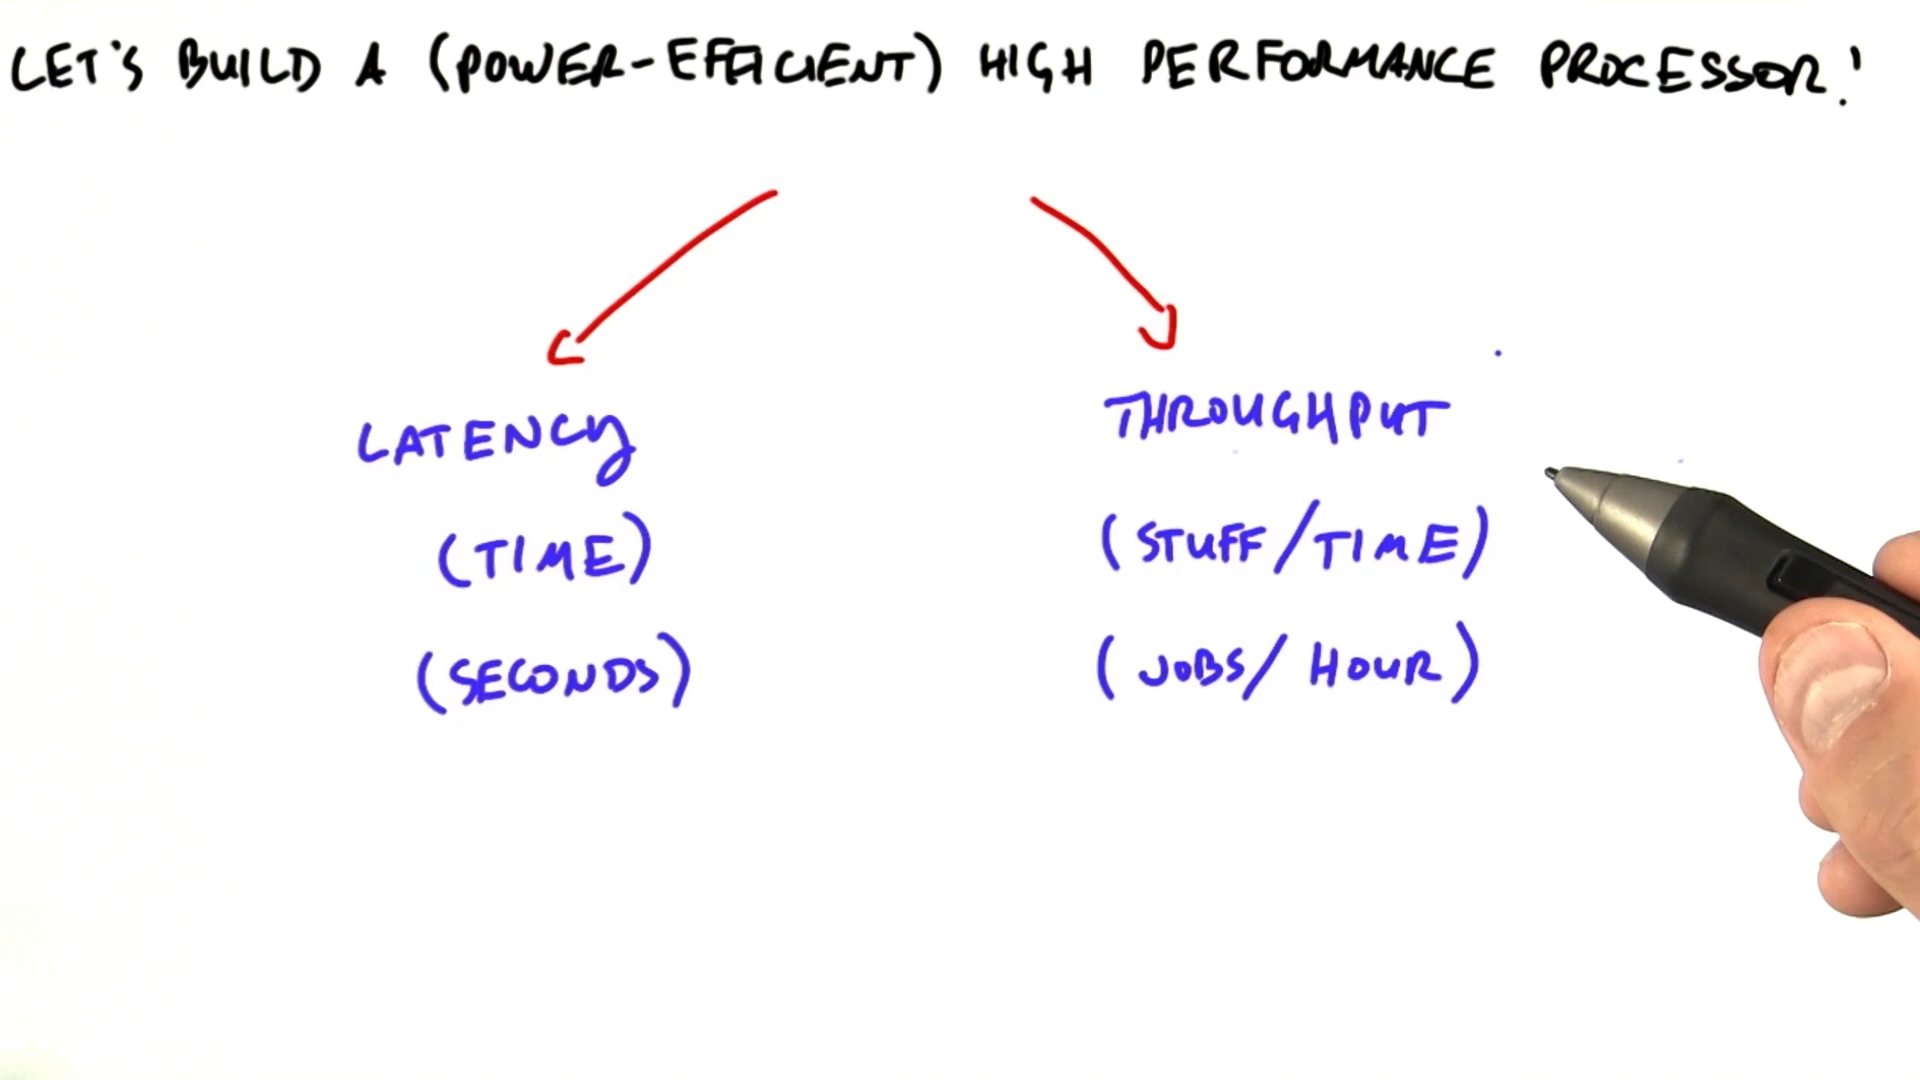 LET'S BUILD A (POWER-EFFICIENT) HIGH PERFORMANCE PROCESSOR!
LATENCY
(TIME)
(SECONDS)
THROUGHPUT
(STUFF/TIME)
(JOBS/HOUR)